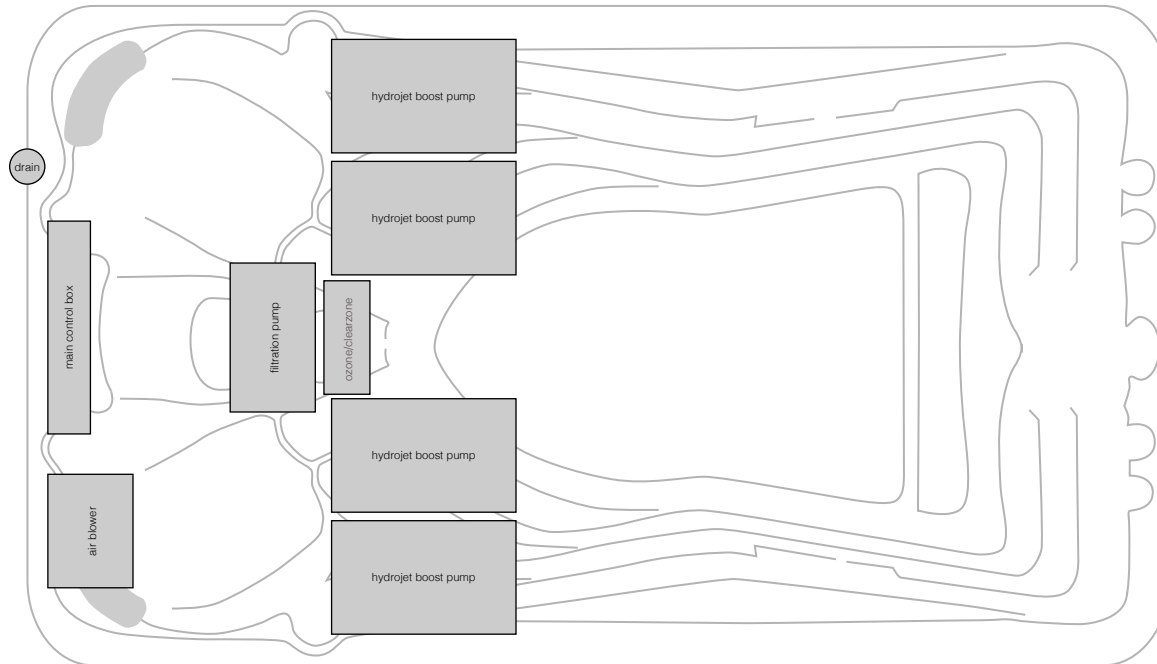 hydrojet boost pump
drain
hydrojet boost pump
main control box
filtration pump
ozone/clearzone
hydrojet boost pump
air blower
hydrojet boost pump